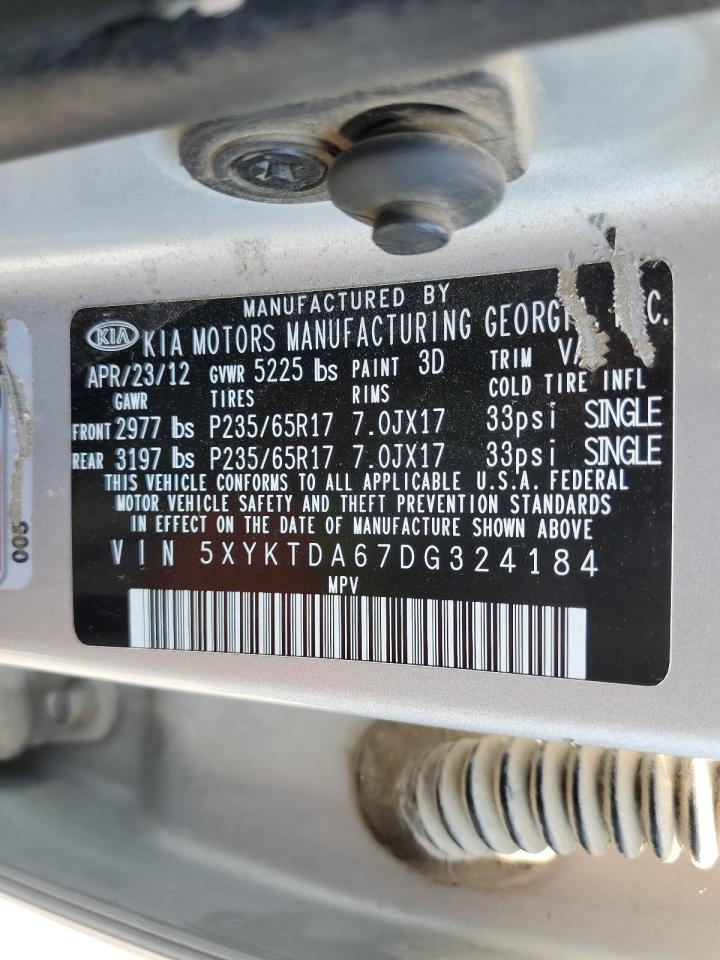 MANUFACTURED BY
KIA KIA MOTORS MANUFACTURING
APR/23/12 GVWR 5225 lbs PAINT 3D TRIM
GAWR TIRES RIMS COLD TIRE INFL
FRONT 2977 lbs P235/65R17 7.0JX17 33psi SINGLE
REAR 3197 lbs P235/65R17 7.0JX17 33psi SINGLE
THIS VEHICLE CONFORMS TO ALL APPLICABLE U.S.A. FEDERAL
MOTOR VEHICLE SAFETY AND THEFT PREVENTION STANDARDS
IN EFFECT ON THE DATE OF MANUFACTURE SHOWN ABOVE
VIN 5XYKTDA67DG324184
MPV
005